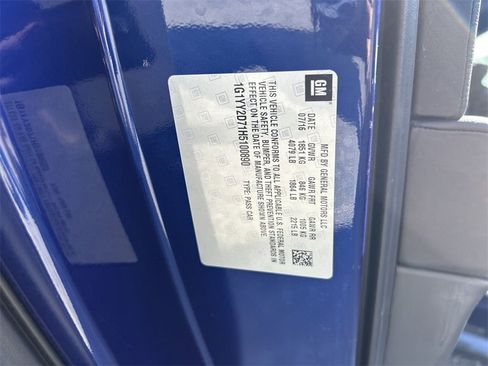 GM
MFD BY GENERAL MOTORS LLC
DATE GVWR GAWR FRT GAWR RR
07/16 1851 KG 846 KG 1005 KG
4079 LB 1864 LB 2215 LB
THIS VEHICLE CONFORMS TO ALL APPLICABLE U.S. FEDERAL MOTOR
VEHICLE SAFETY, BUMPER, AND THEFT PREVENTION STANDARDS IN
EFFECT ON THE DATE OF MANUFACTURE SHOWN ABOVE.
1G1YY2D71H5100890 TYPE: PASS CAR